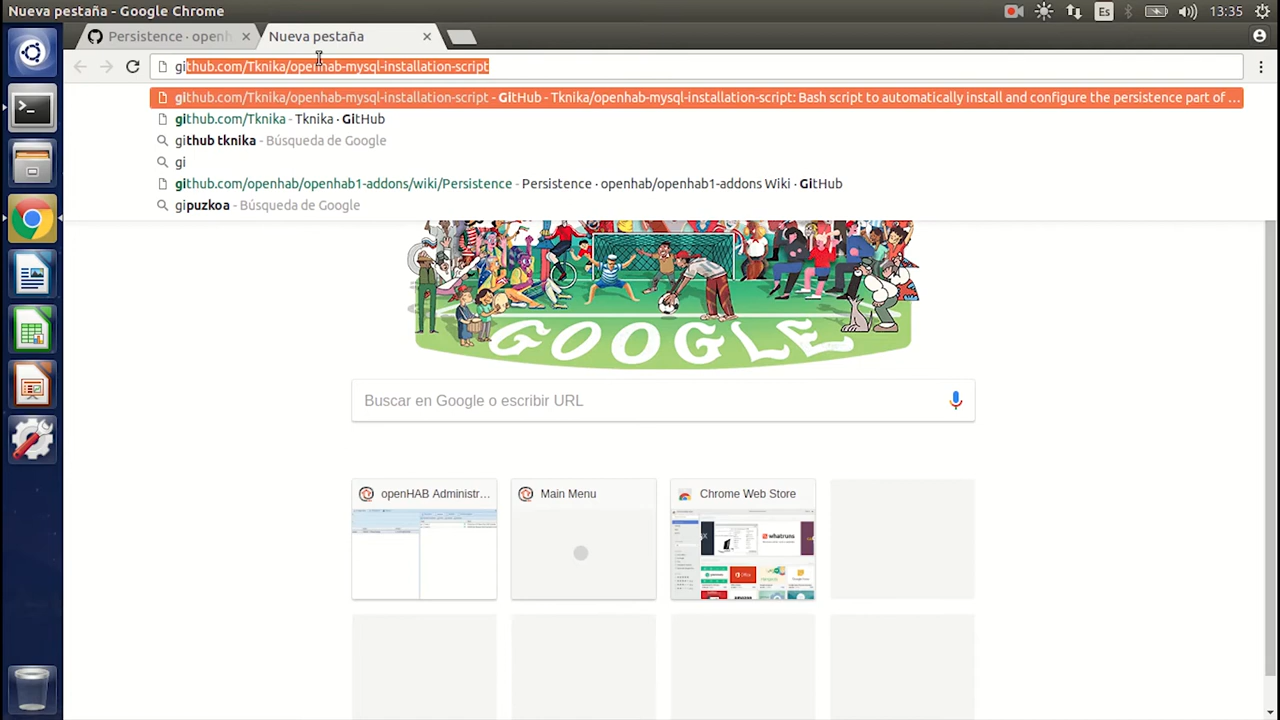 Nueva pestaña - Google Chrome
Es
13:35
Persistence · openh
Nueva pestaña
github.com/Tknika/openhab-mysql-installation-script
github.com/Tknika/openhab-mysql-installation-script - GitHub - Tknika/openhab-mysql-installation-script: Bash script to automatically install and configure the persistence part of ...
github.com/Tknika - Tknika · GitHub
github tknika - Búsqueda de Google
gi
github.com/openhab/openhab1-addons/wiki/Persistence - Persistence · openhab/openhab1-addons Wiki · GitHub
gipuzkoa - Búsqueda de Google
GOOGLE
Buscar en Google o escribir URL
openHAB Administr...
Main Menu
Chrome Web Store
whatruns